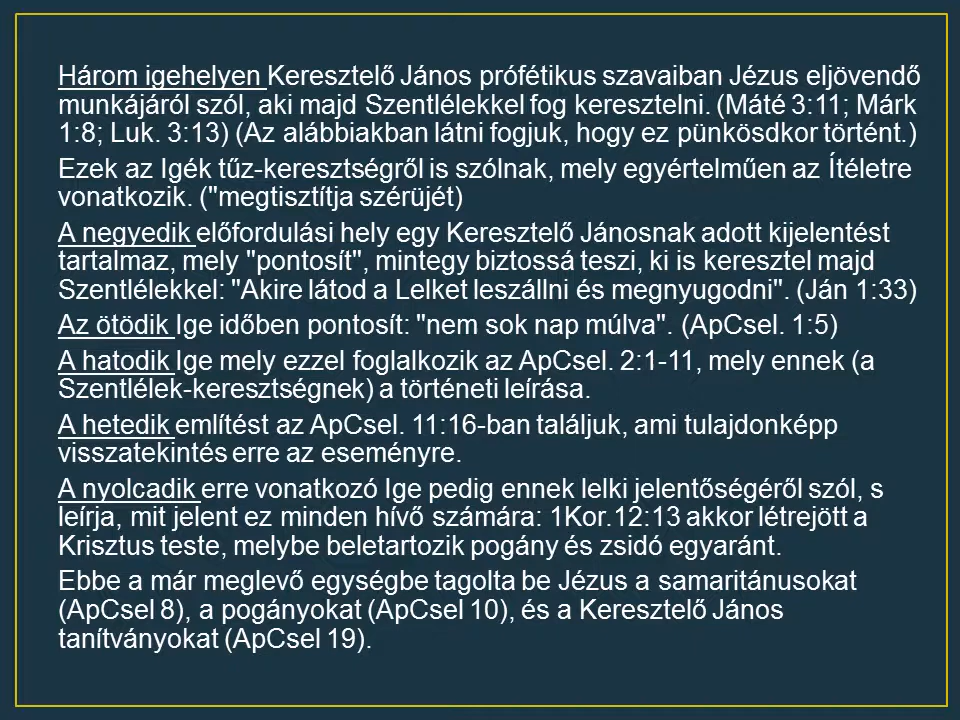 Három igehelyen Keresztelő János prófétikus szavaiban Jézus eljövendő
munkájáról szól, aki majd Szentlélekkel fog keresztelni. (Máté 3:11; Márk
1:8; Luk. 3:13) (Az alábbiakban látni fogjuk, hogy ez pünkösdkor történt.)
Ezek az Igék tűz-keresztségről is szólnak, mely egyértelműen az Ítéletre
vonatkozik. ("megtisztítja szérüjét)
A negyedik előfordulási hely egy Keresztelő Jánosnak adott kijelentést
tartalmaz, mely "pontosít", mintegy biztossá teszi, ki is keresztel majd
Szentlélekkel: "Akire látod a Lelket leszállni és megnyugodni". (Ján 1:33)
Az ötödik Ige időben pontosít: "nem sok nap múlva". (ApCsel. 1:5)
A hatodik Ige mely ezzel foglalkozik az ApCsel. 2:1-11, mely ennek (a
Szentlélek-keresztségnek) a történeti leírása.
A hetedik említést az ApCsel. 11:16-ban találjuk, ami tulajdonképp
visszatekintés erre az eseményre.
A nyolcadik erre vonatkozó Ige pedig ennek lelki jelentőségéről szól, s
leírja, mit jelent ez minden hívő számára: 1Kor.12:13 akkor létrejött a
Krisztus teste, melybe beletartozik pogány és zsidó egyaránt.
Ebbe a már meglevő egységbe tagolta be Jézus a samaritánusokat
(ApCsel 8), a pogányokat (ApCsel 10), és a Keresztelő János
tanítványokat (ApCsel 19).